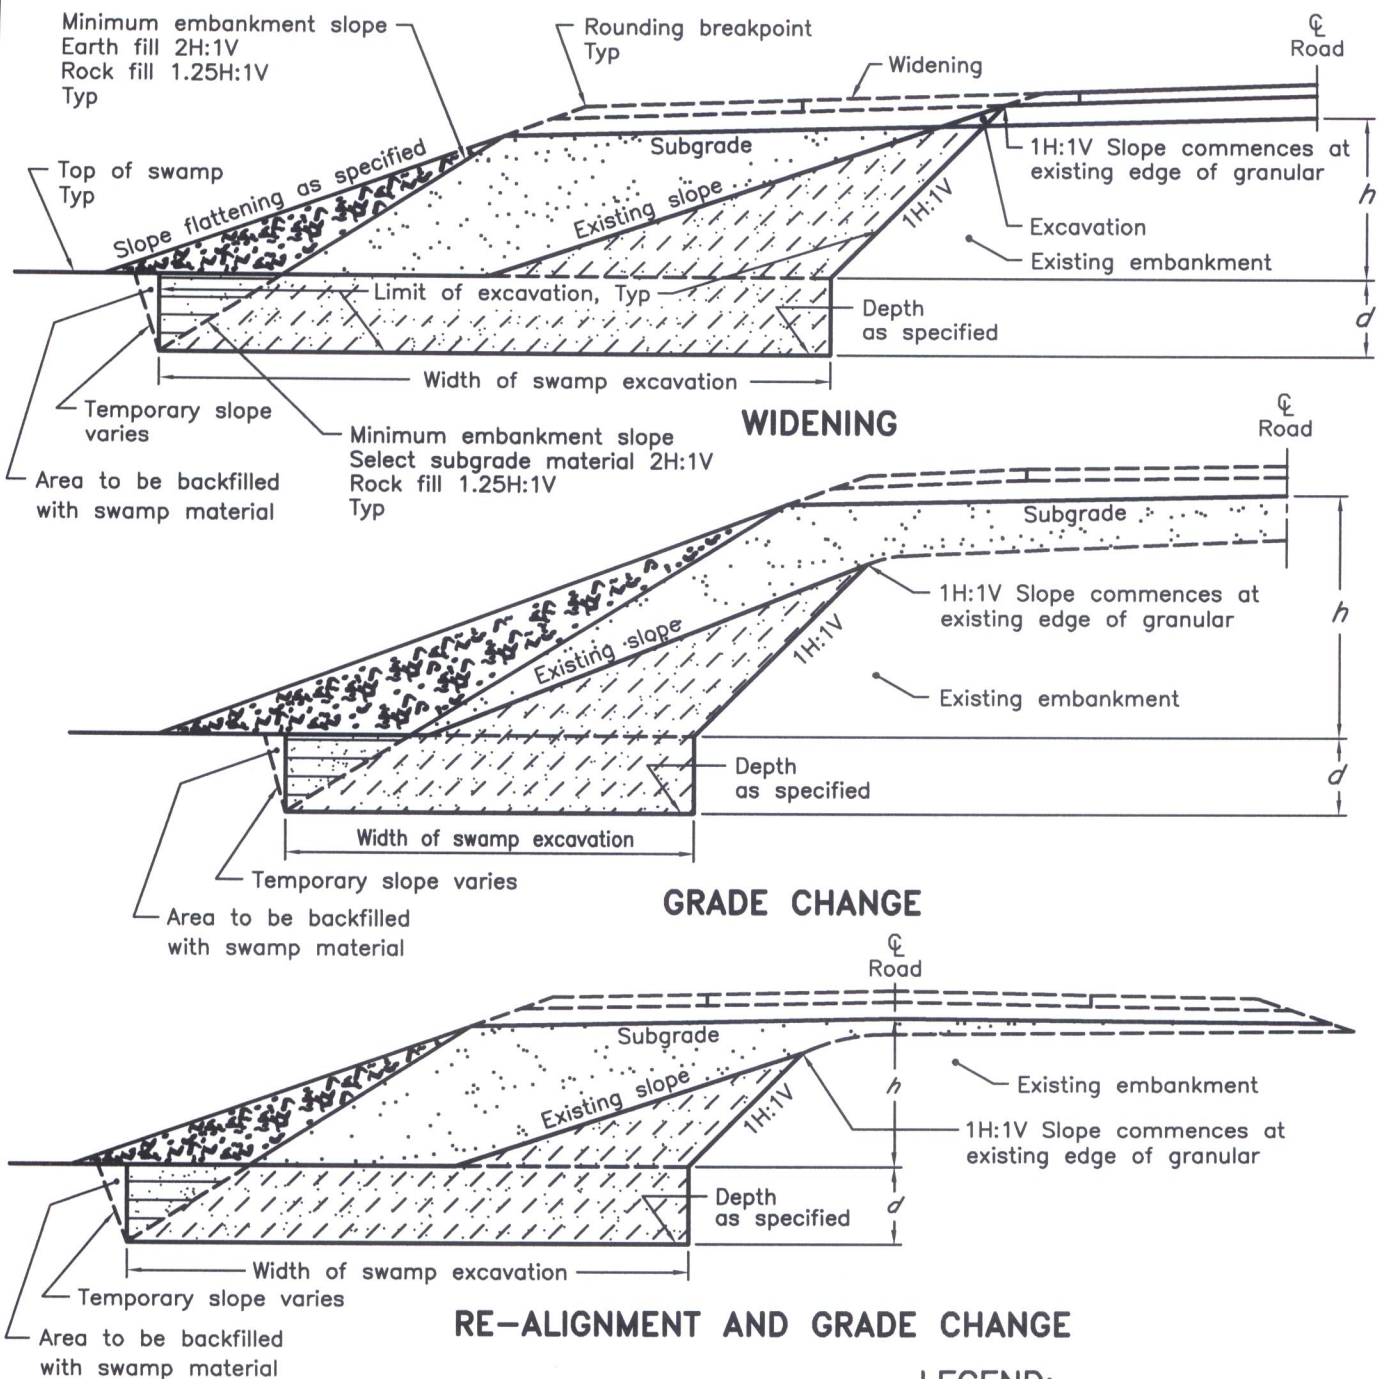 Minimum embankment slope
Earth fill 2H:1V
Rock fill 1.25H:1V
Typ
Rounding breakpoint
Typ
Widening
℄
Road
Top of swamp
Typ
Slope flattening as specified
Subgrade
Existing slope
1H:1V
1H:1V Slope commences at
existing edge of granular
h
Excavation
Existing embankment
Limit of excavation, Typ
Depth
as specified
d
Width of swamp excavation
Temporary slope
varies
WIDENING
Minimum embankment slope
Select subgrade material 2H:1V
Rock fill 1.25H:1V
Typ
Area to be backfilled
with swamp material
℄
Road
Subgrade
1H:1V Slope commences at
existing edge of granular
h
Existing slope
1H:1V
Existing embankment
Depth
as specified
d
Width of swamp excavation
Temporary slope varies
GRADE CHANGE
Area to be backfilled
with swamp material
℄
Road
Subgrade
Existing slope
1H:1V
h
Existing embankment
1H:1V Slope commences at
existing edge of granular
Depth
as specified
d
Width of swamp excavation
Temporary slope varies
RE-ALIGNMENT AND GRADE CHANGE
Area to be backfilled
with swamp material
LEGEND: